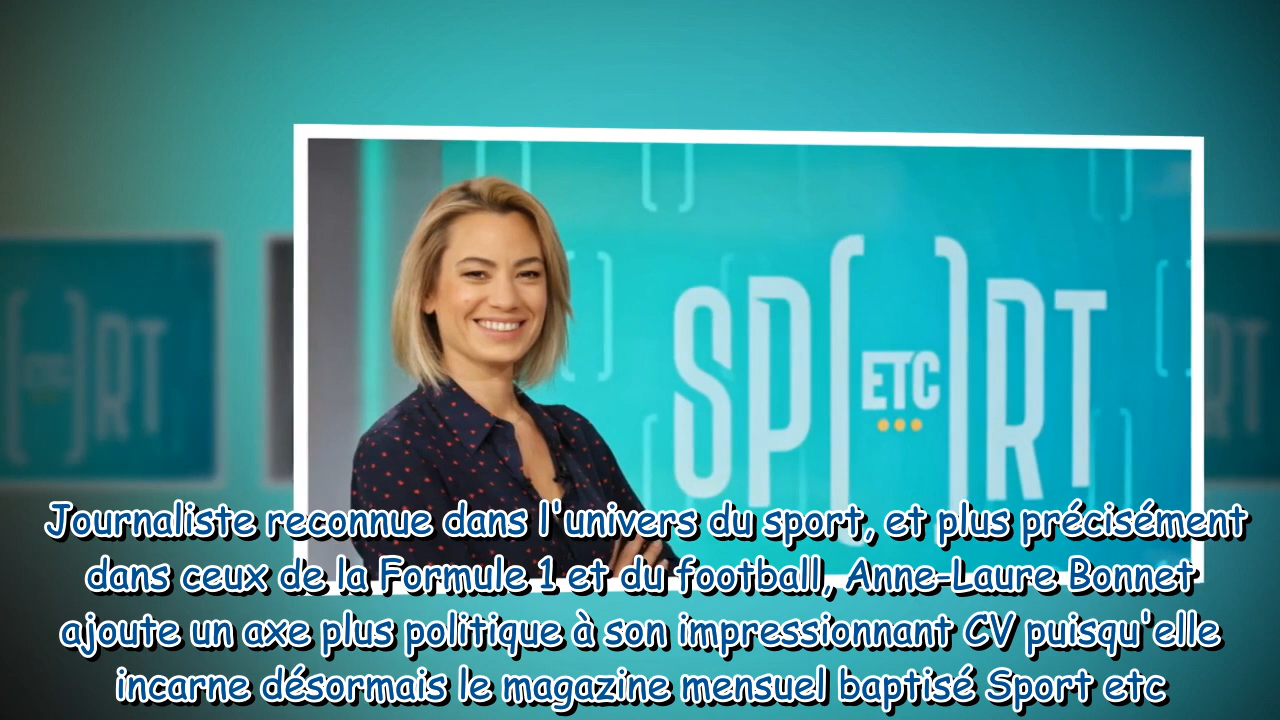 SP[ETC...]RT
RT
RT
Journaliste reconnue dans l'univers du sport, et plus précisément
dans ceux de la Formule 1 et du football, Anne-Laure Bonnet
ajoute un axe plus politique à son impressionnant CV puisqu'elle
incarne désormais le magazine mensuel baptisé Sport etc